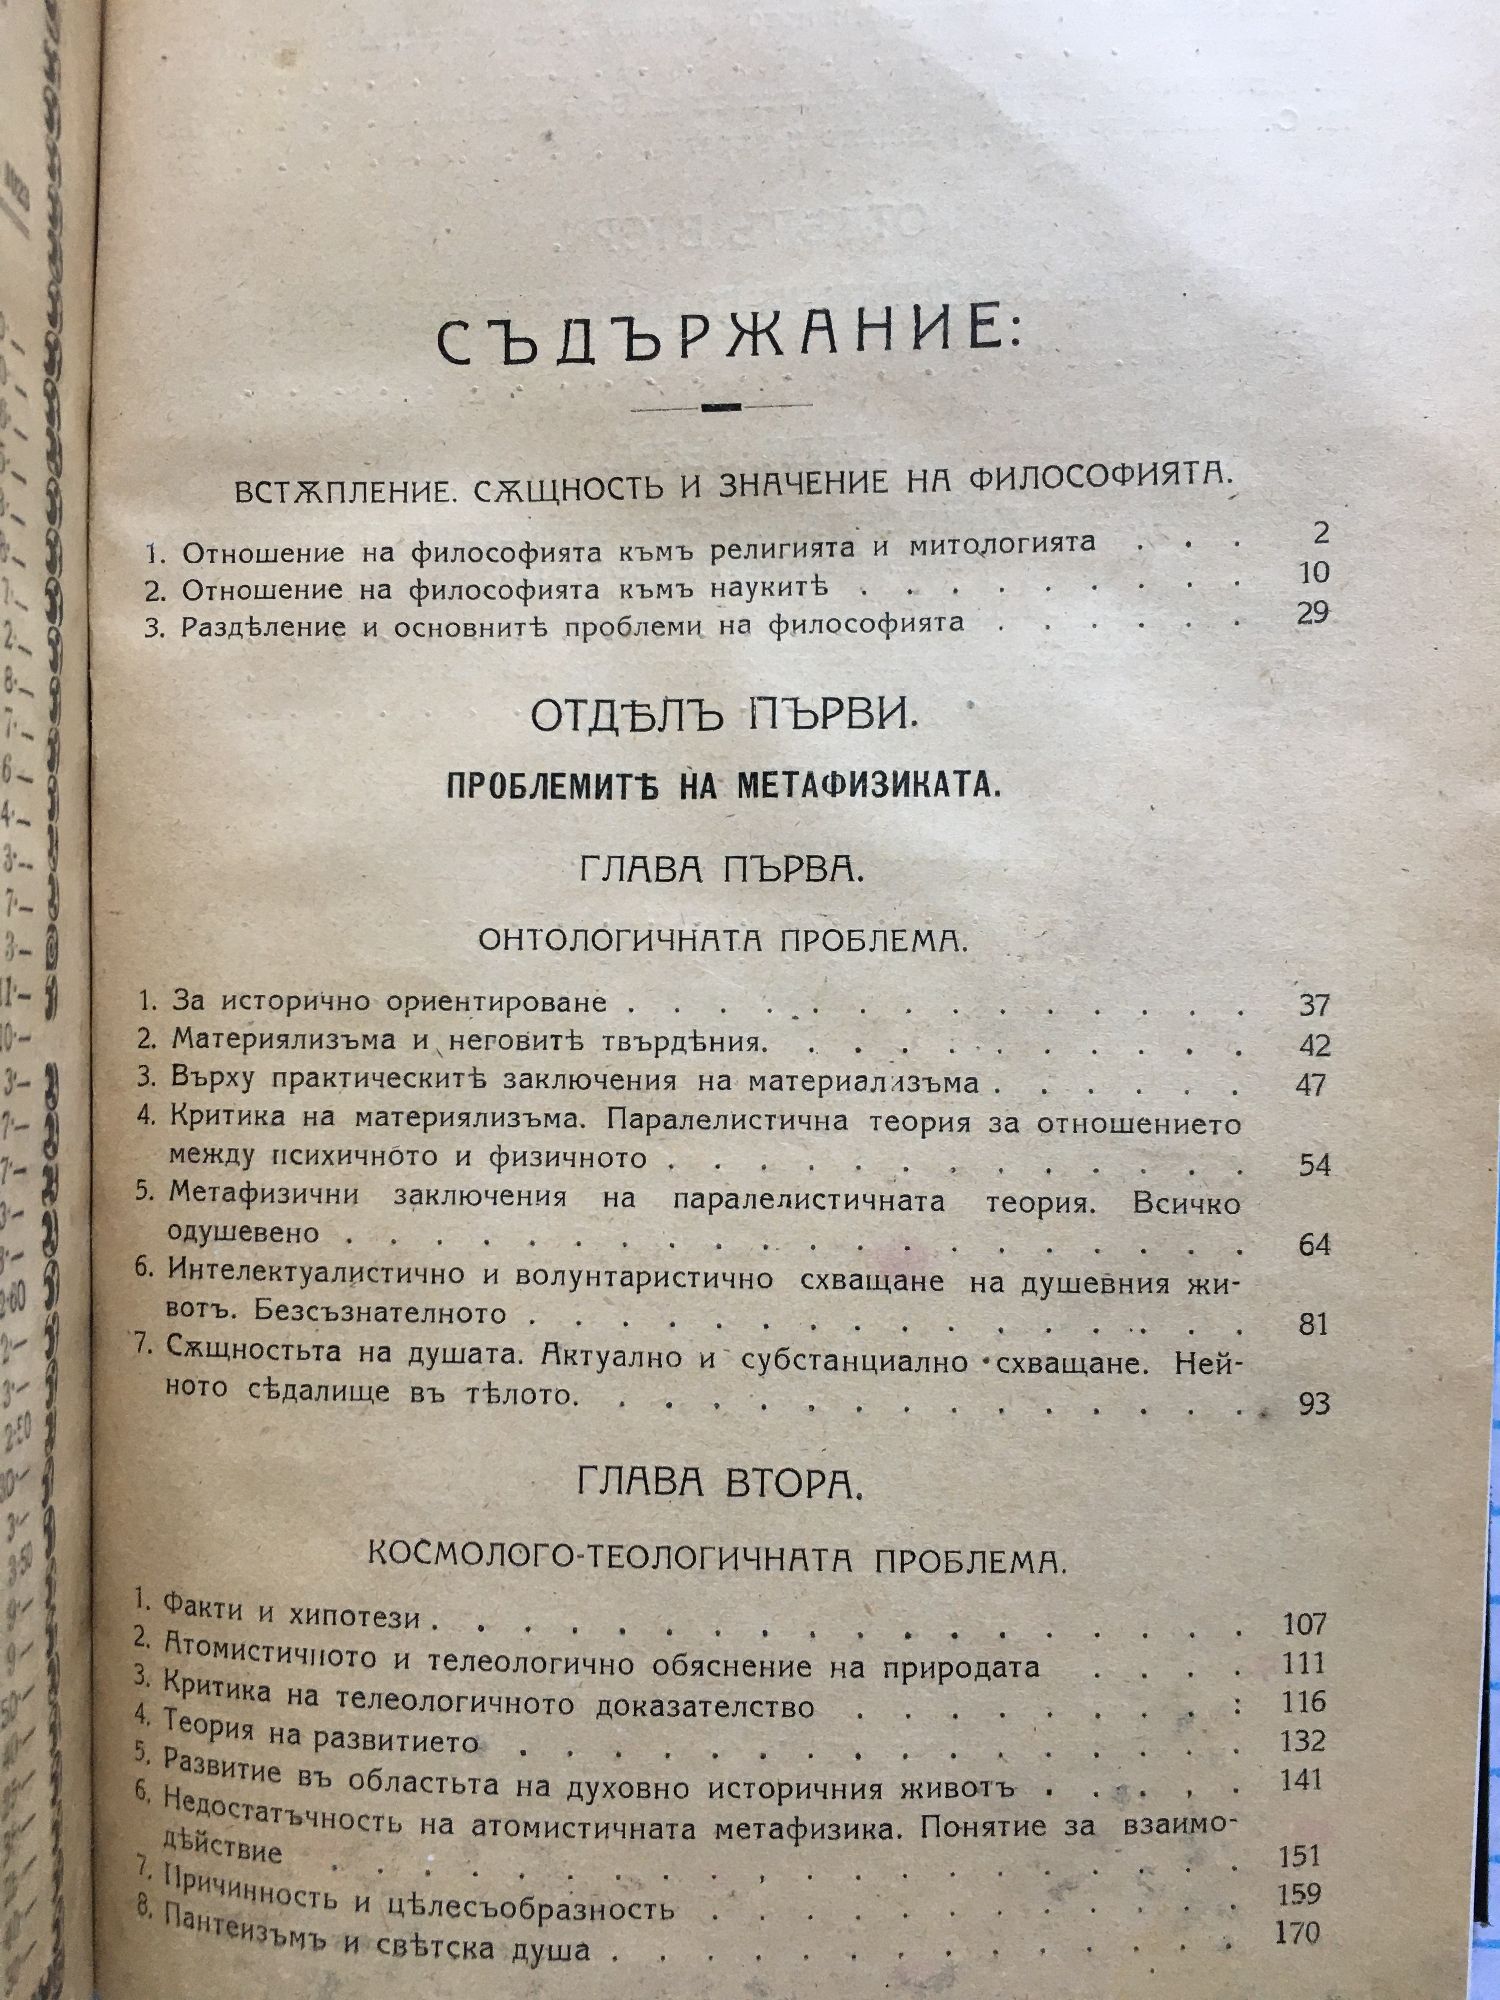 СЪДЪРЖАНИЕ:
ВСТѪПЛЕНИЕ. СѪЩНОСТЬ И ЗНАЧЕНИЕ НА ФИЛОСОФИЯТА.
1. Отношение на философията къмъ религията и митологията . . . 2
2. Отношение на философията къмъ наукитѣ . . . . . . . . . 10
3. Раздѣление и основнитѣ проблеми на философията . . . . . . 29
ОТДѢЛЪ ПЪРВИ.
ПРОБЛЕМИТѢ НА МЕТАФИЗИКАТА.
ГЛАВА ПЪРВА.
ОНТОЛОГИЧНАТА ПРОБЛЕМА.
1. За исторично ориентироване . . . . . . . . . . . . . . 37
2. Материялизъма и неговитѣ твърдѣния. . . . . . . . . . . 42
3. Върху практическитѣ заключения на материализъма . . . . . . 47
4. Критика на материялизъма. Паралелистична теория за отношението
между психичното и физичното . . . . . . . . . . . . . 54
5. Метафизични заключения на паралелистичната теория. Всичко
одушевено . . . . . . . . . . . . . . . . . . . . 64
6. Интелектуалистично и волунтаристично схващане на душевния жи-
вотъ. Безсъзнателното . . . . . . . . . . . . . . . . 81
7. Сѫщностьта на душата. Актуално и субстанциално схващане. Ней-
ното сѣдалище въ тѣлото. . . . . . . . . . . . . . . 93
ГЛАВА ВТОРА.
КОСМОЛОГО-ТЕОЛОГИЧНАТА ПРОБЛЕМА.
1. Факти и хипотези . . . . . . . . . . . . . . . . . . 107
2. Атомистичното и телеологично обяснение на природата . . . . 111
3. Критика на телеологичното доказателство . . . . . . . . : 116
4. Теория на развитието . . . . . . . . . . . . . . . . 132
5. Развитие въ областьта на духовно историчния животъ . . . . . 141
6. Недостатъчность на атомистичната метафизика. Понятие за взаимо-
дѣйствие . . . . . . . . . . . . . . . . . . . . 151
7. Причинность и цѣлесъобразность . . . . . . . . . . . . 159
8. Пантеизъмъ и свѣтска душа . . . . . . . . . . . . . . 170